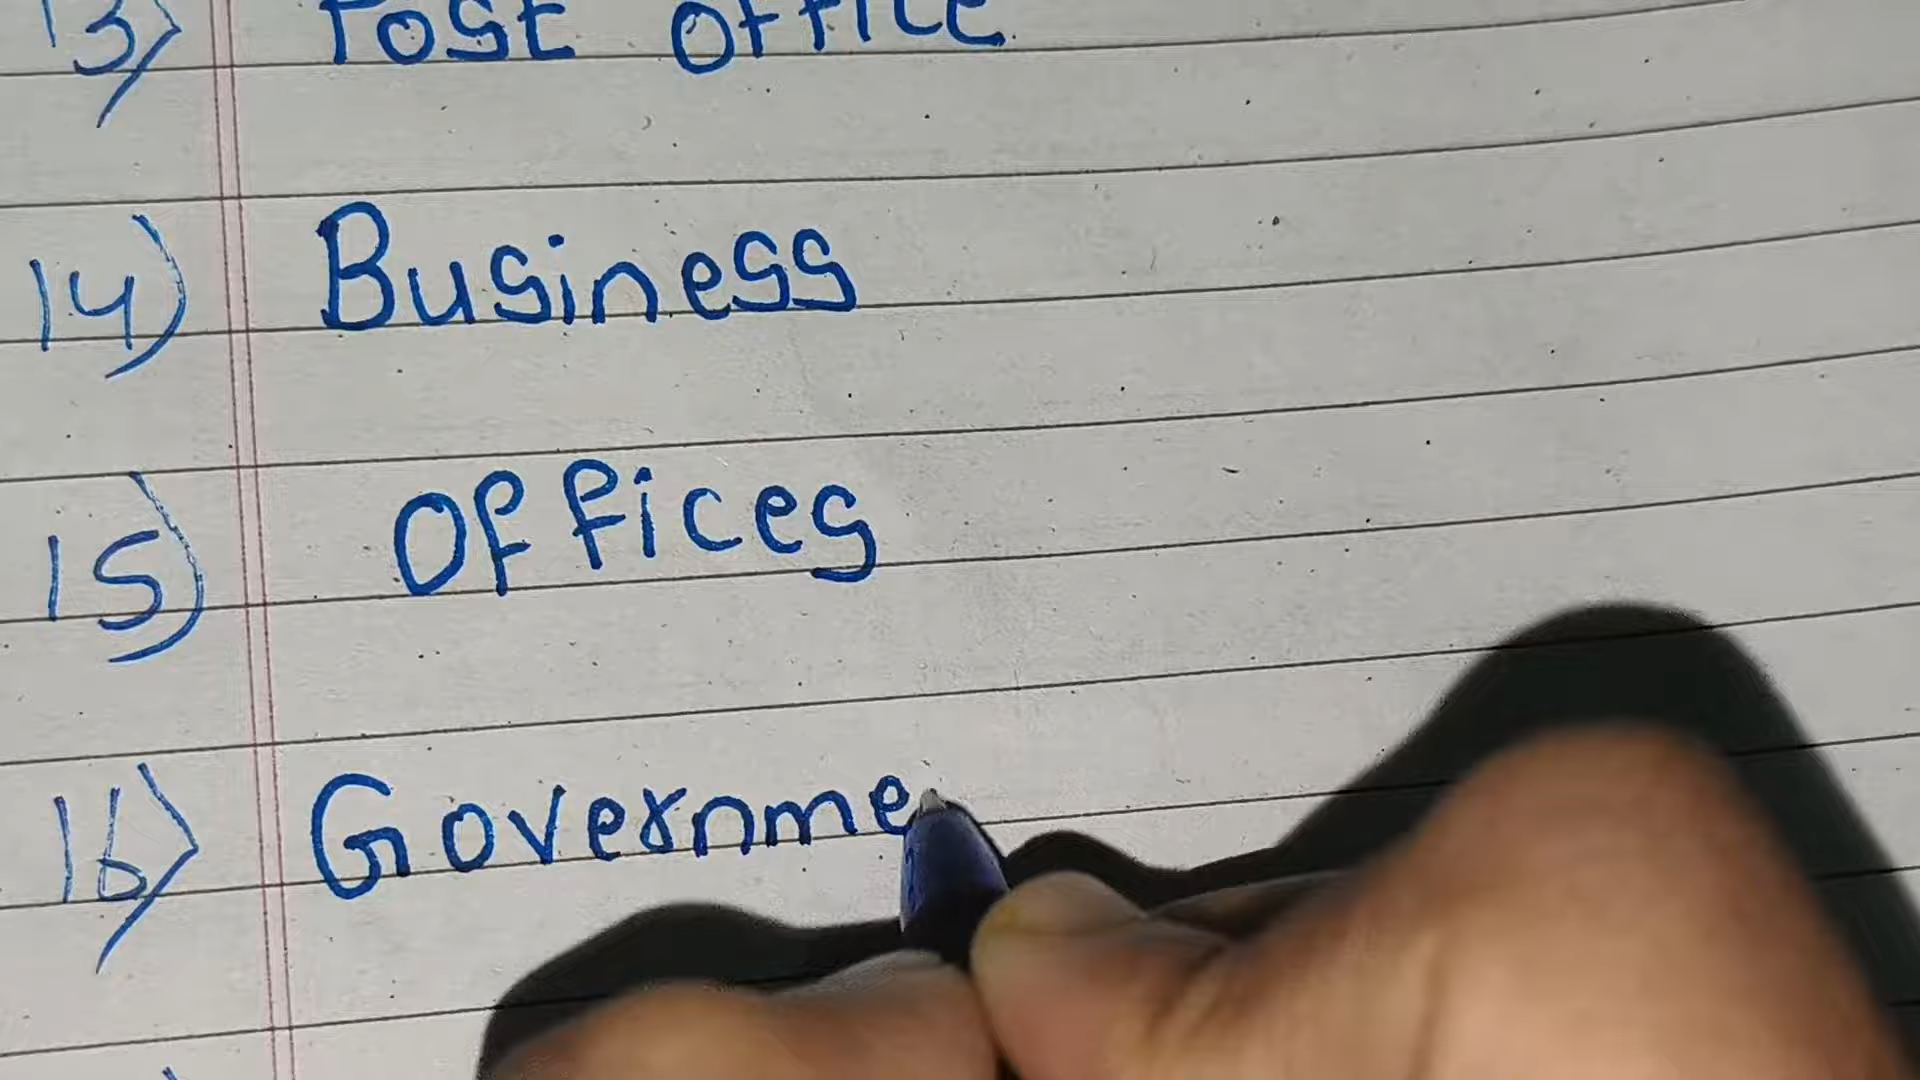 13) Post office
14) Business
15) Offices
16) Governme